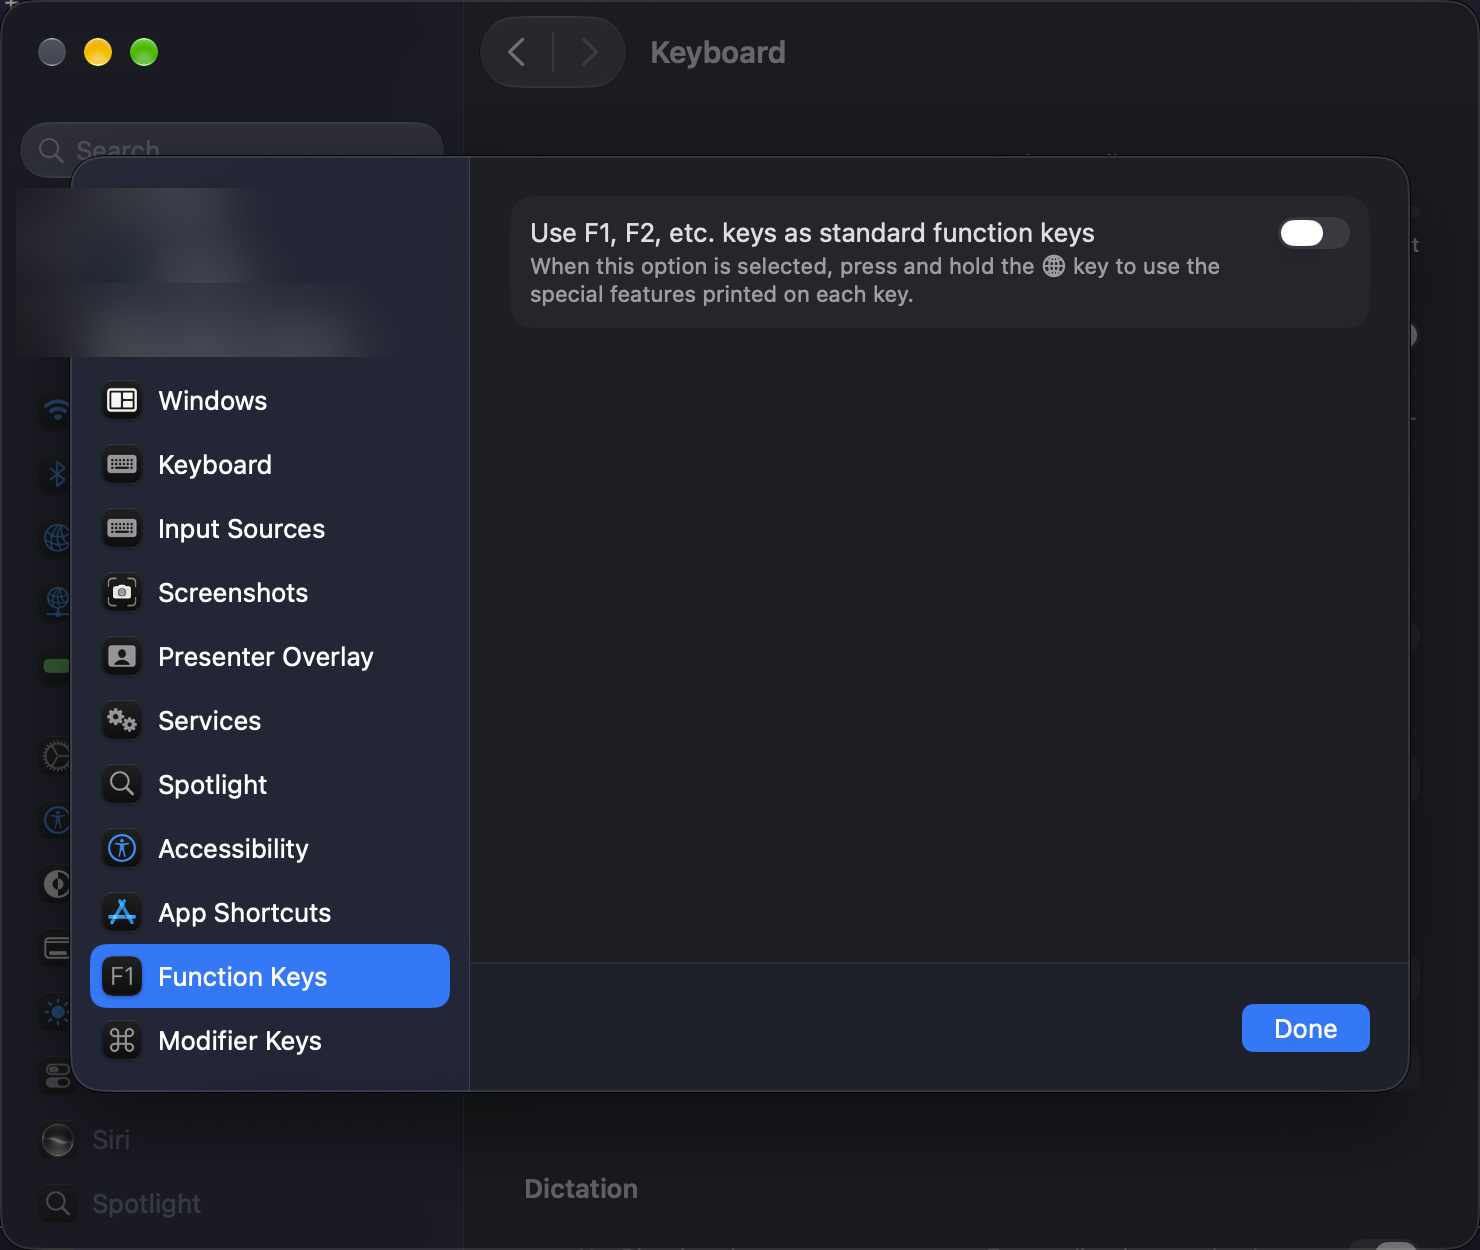 Keyboard
Search
Use F1, F2, etc. keys as standard function keys
When this option is selected, press and hold the key to use the
special features printed on each key.
Windows
Keyboard
Input Sources
Screenshots
Presenter Overlay
Services
Spotlight
Accessibility
App Shortcuts
F1 Function Keys
Modifier Keys
Done
Siri
Spotlight
Dictation